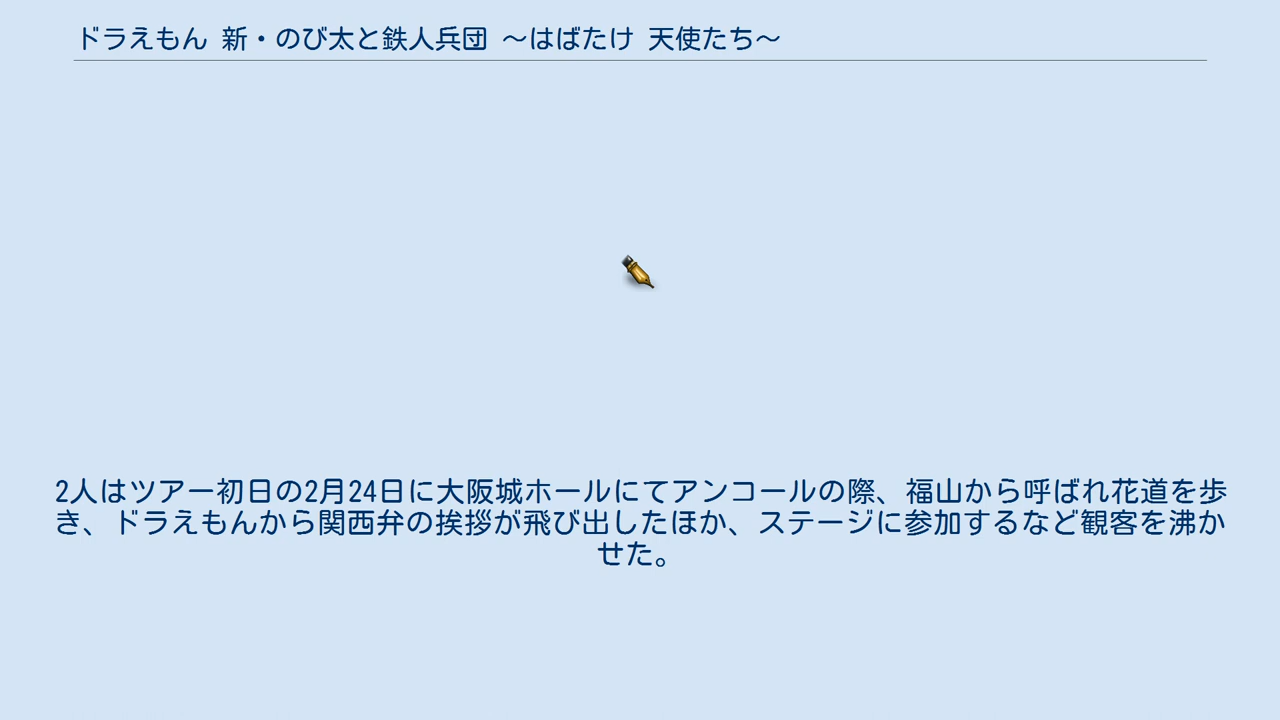 ドラえもん 新・のび太と鉄人兵団 〜はばたけ 天使たち〜
2人はツアー初日の2月24日に大阪城ホールにてアンコールの際、福山から呼ばれ花道を歩
き、ドラえもんから関西弁の挨拶が飛び出したほか、ステージに参加するなど観客を沸か
せた。